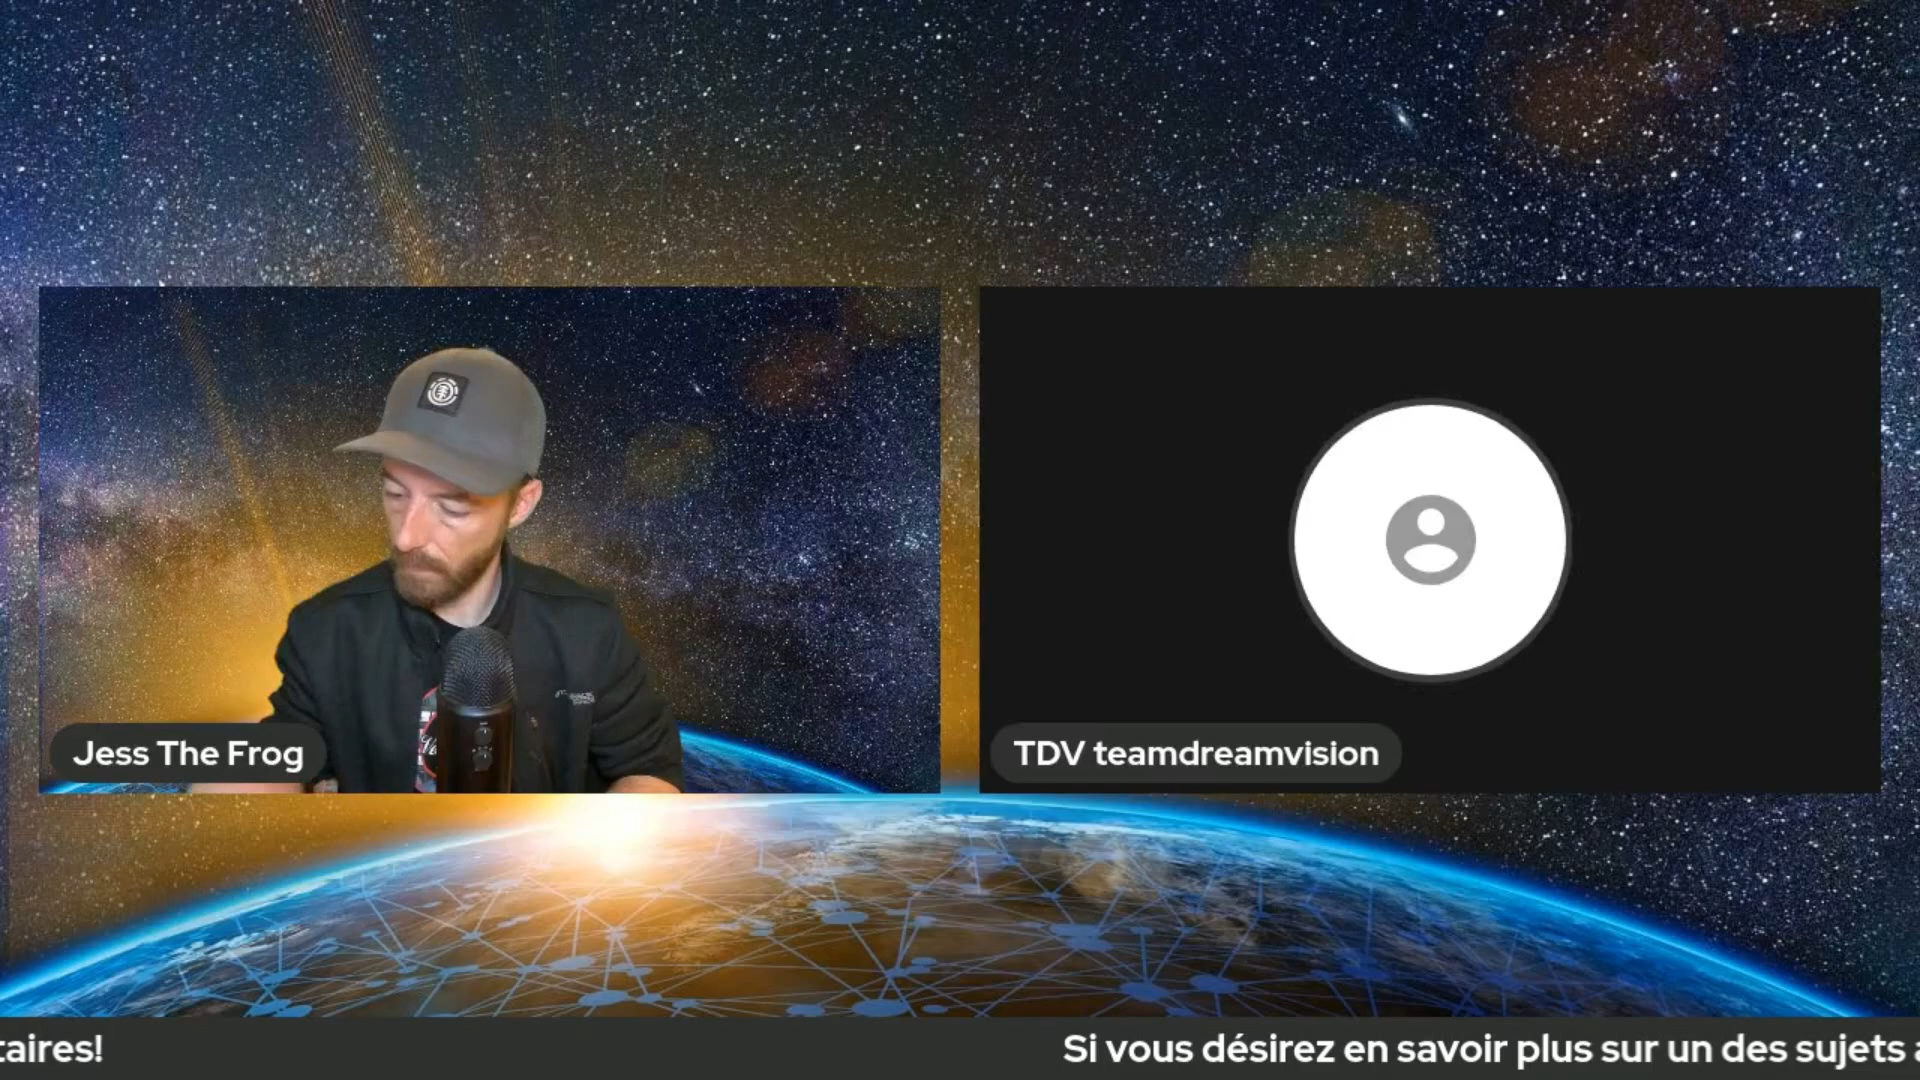 Jess The Frog
TDV teamdreamvision
taires!
Si vous désirez en savoir plus sur un des sujets